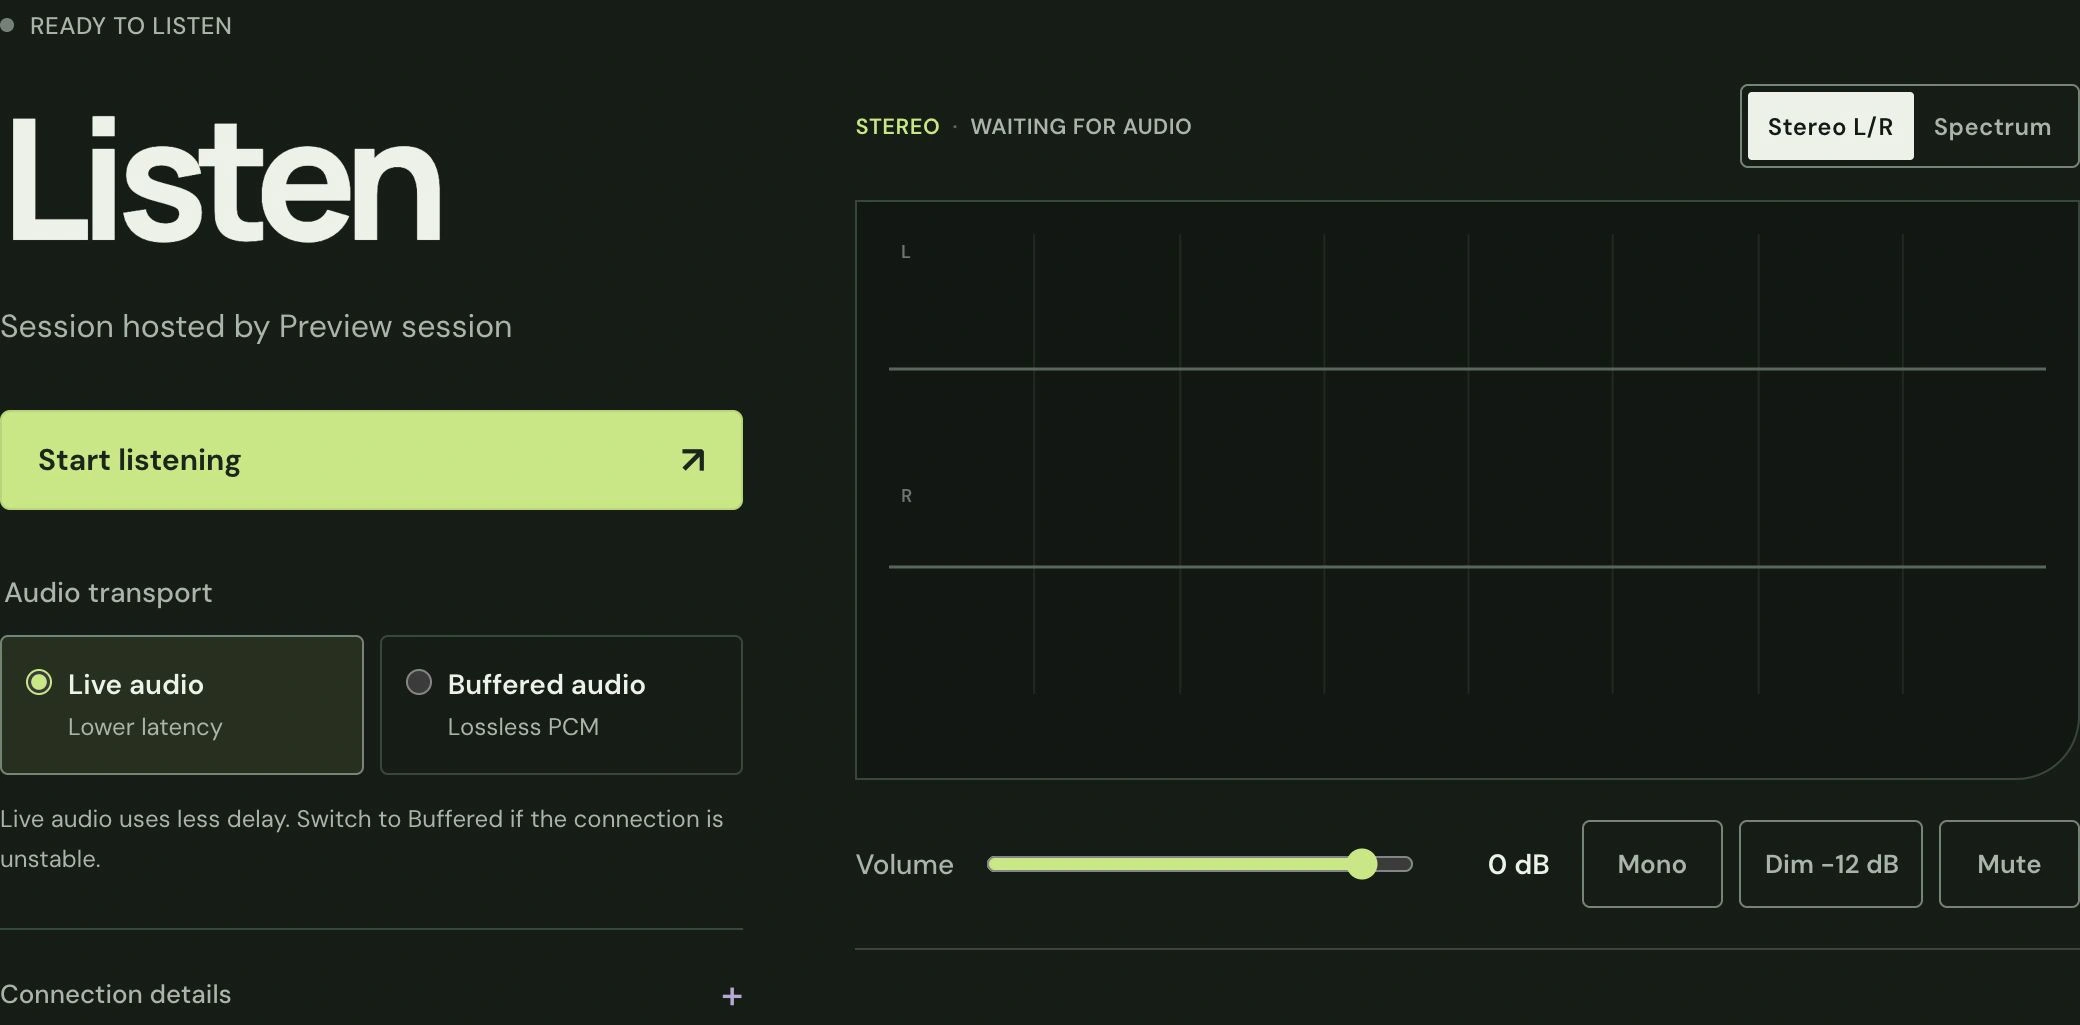 READY TO LISTEN
Listen
Session hosted by Preview session
Start listening
Audio transport
Live audio
Lower latency
Buffered audio
Lossless PCM
Live audio uses less delay. Switch to Buffered if the connection is
unstable.
Connection details
STEREO · WAITING FOR AUDIO
Stereo L/R
Spectrum
L
R
Volume
0 dB
Mono
Dim −12 dB
Mute